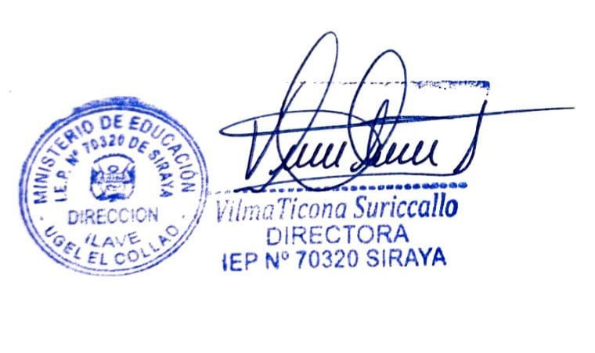 MINISTERIO DE EDUCACIÓN
I.E.P. Nº 70320 DE SIRAYA
DIRECCION
ILAVE
UGEL EL COLLAO
Vilma Ticona Suriccallo
DIRECTORA
IEP Nº 70320 SIRAYA